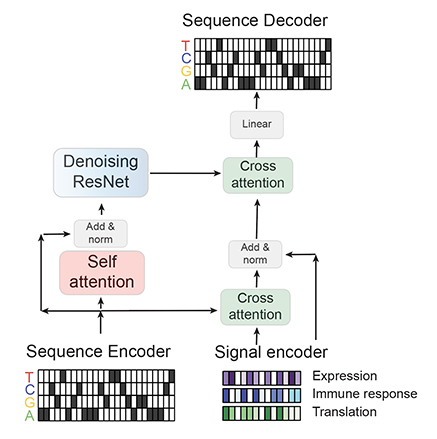 Sequence Decoder
T
C
G
A
Linear
Denoising
ResNet
Cross
attention
Add &
norm
Add &
norm
Self
attention
Cross
attention
Sequence Encoder
Signal encoder
T
C
G
A
Expression
Immune response
Translation